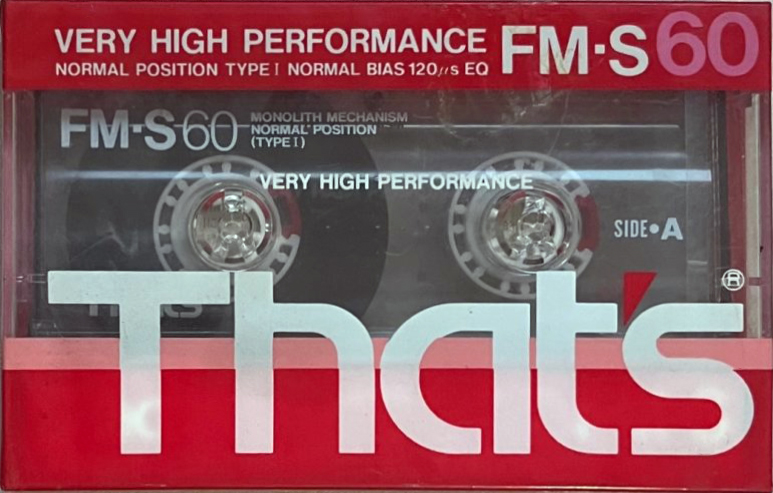 VERY HIGH PERFORMANCE FM-S60
NORMAL POSITION TYPE I NORMAL BIAS 120μs EQ
FM-S60 MONOLITH MECHANISM
NORMAL POSITION
(TYPE I)
VERY HIGH PERFORMANCE
SIDE•A
That's ®
That's